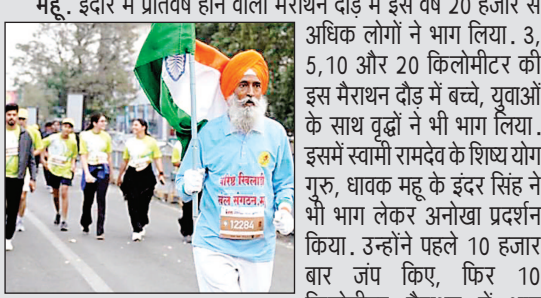 महू. इंदौर में प्रतिवर्ष होने वाली मैराथन दौड़ में इस वर्ष 20 हजार से
अधिक लोगों ने भाग लिया. 3,
5,10 और 20 किलोमीटर की
इस मैराथन दौड़ में बच्चे, युवाओं
के साथ वृद्धों ने भी भाग लिया.
इसमें स्वामी रामदेव के शिष्य योग
गुरु, धावक महू के इंदर सिंह ने
भी भाग लेकर अनोखा प्रदर्शन
किया. उन्होंने पहले 10 हजार
बार जंप किए, फिर 10
खिलाड़ी
संगठन
12284